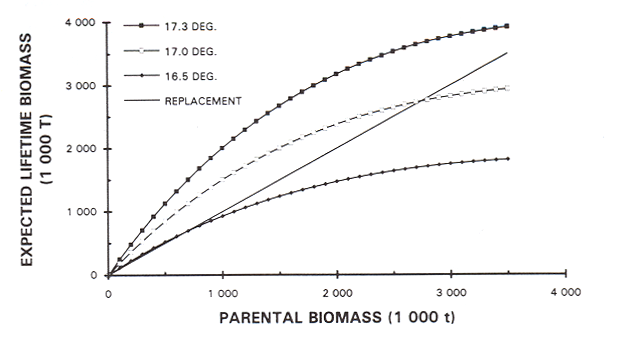 EXPECTED LIFETIME BIOMASS
(1 000 T)
4 000
3 000
2 000
1 000
0
17.3 DEG.
17.0 DEG.
16.5 DEG.
REPLACEMENT
0
1 000
2 000
3 000
4 000
PARENTAL BIOMASS (1 000 t)